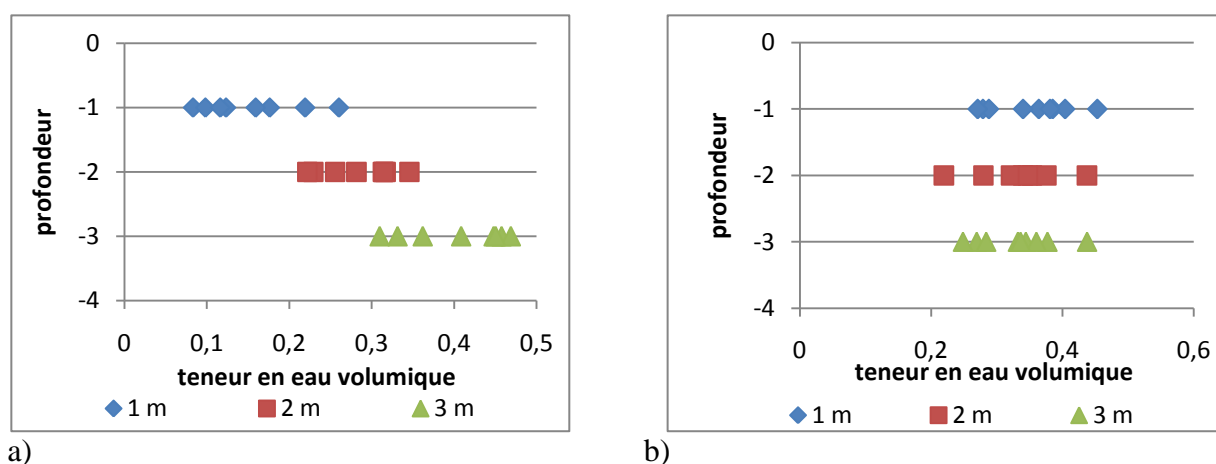 0
-1
-2
-3
-4
profondeur
0 0,1 0,2 0,3 0,4 0,5
teneur en eau volumique
1 m 2 m 3 m
a)
0
-1
-2
-3
-4
profondeur
0 0,2 0,4 0,6
teneur en eau volumique
1 m 2 m 3 m
b)